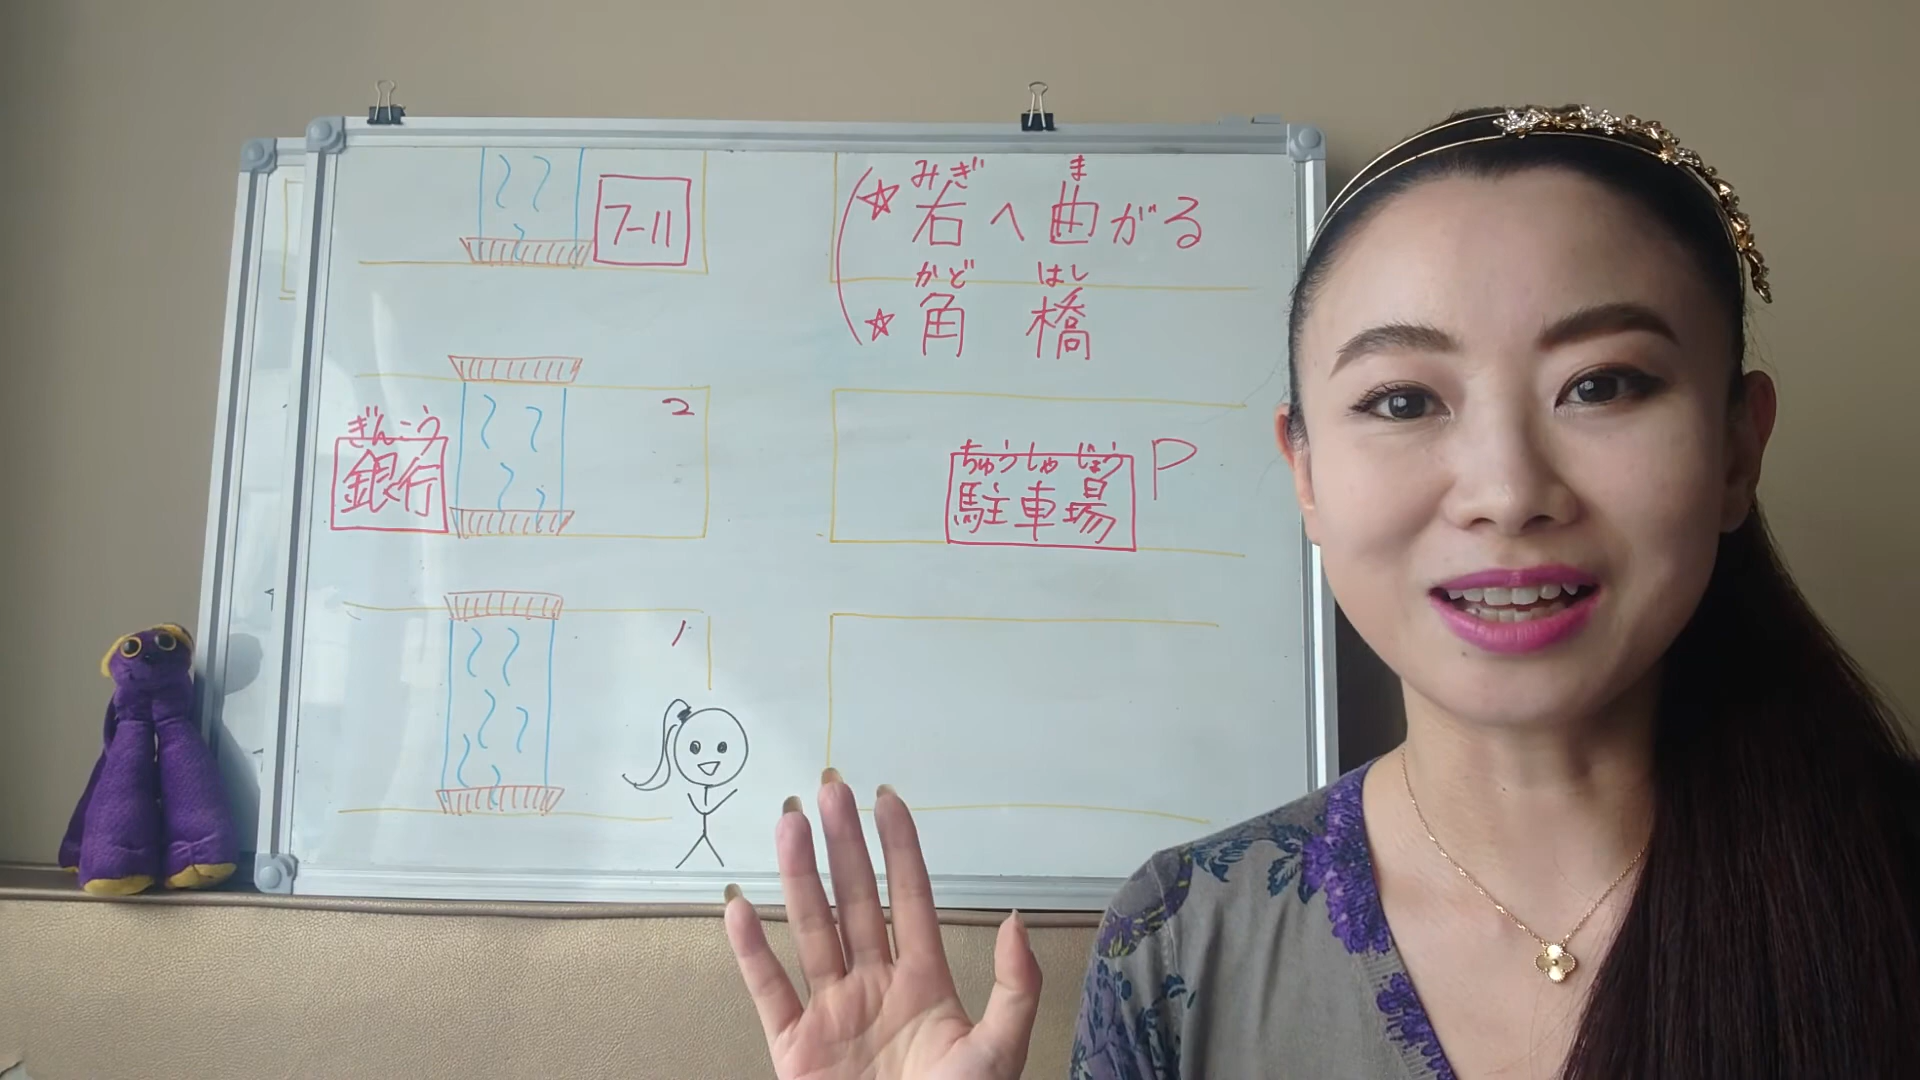 みぎ ま
☆ 右へ曲がる
かど はし
☆ 角 橋
7-11
2
ぎんこう
銀行
ちゅうしゃじょう
駐車場 P
1